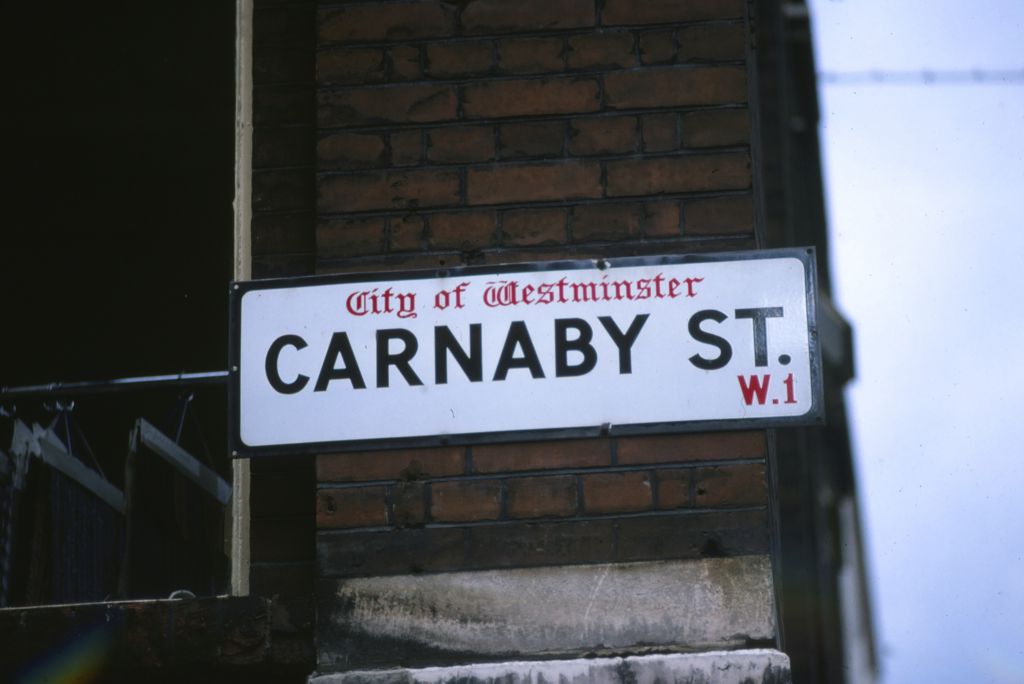 City of Westminster
CARNABY ST.
W.1